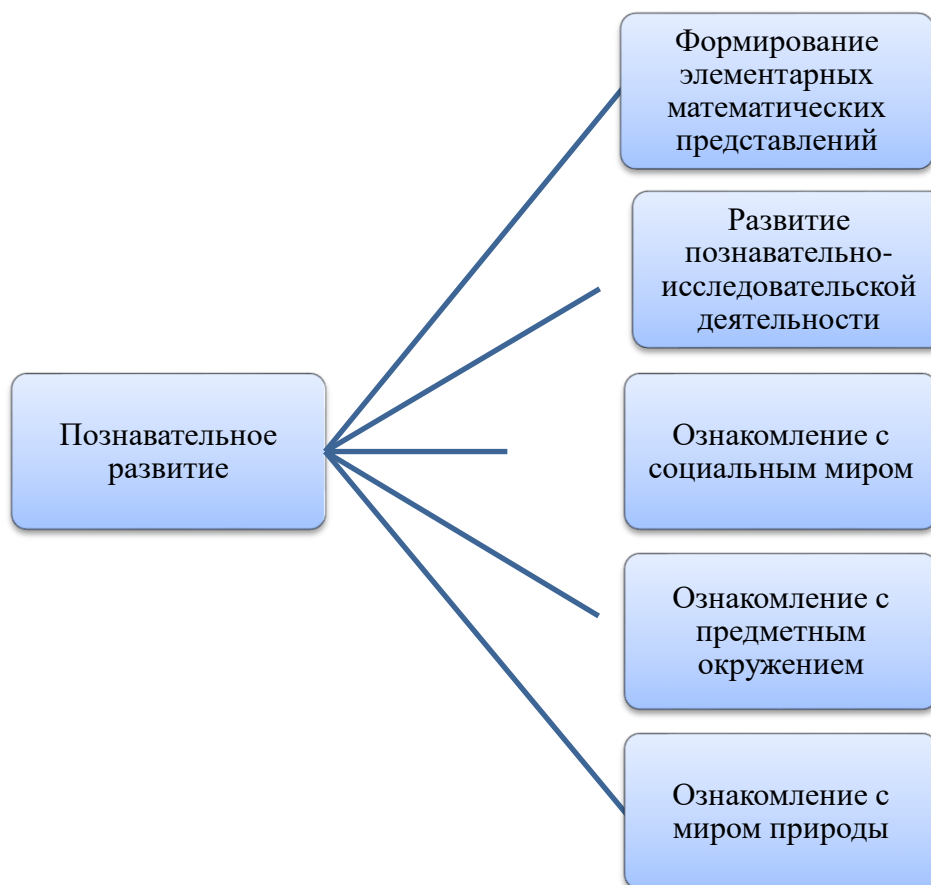 Формирование
элементарных
математических
представлений
Развитие
познавательно-
исследовательской
деятельности
Познавательное
развитие
Ознакомление с
социальным миром
Ознакомление с
предметным
окружением
Ознакомление с
миром природы